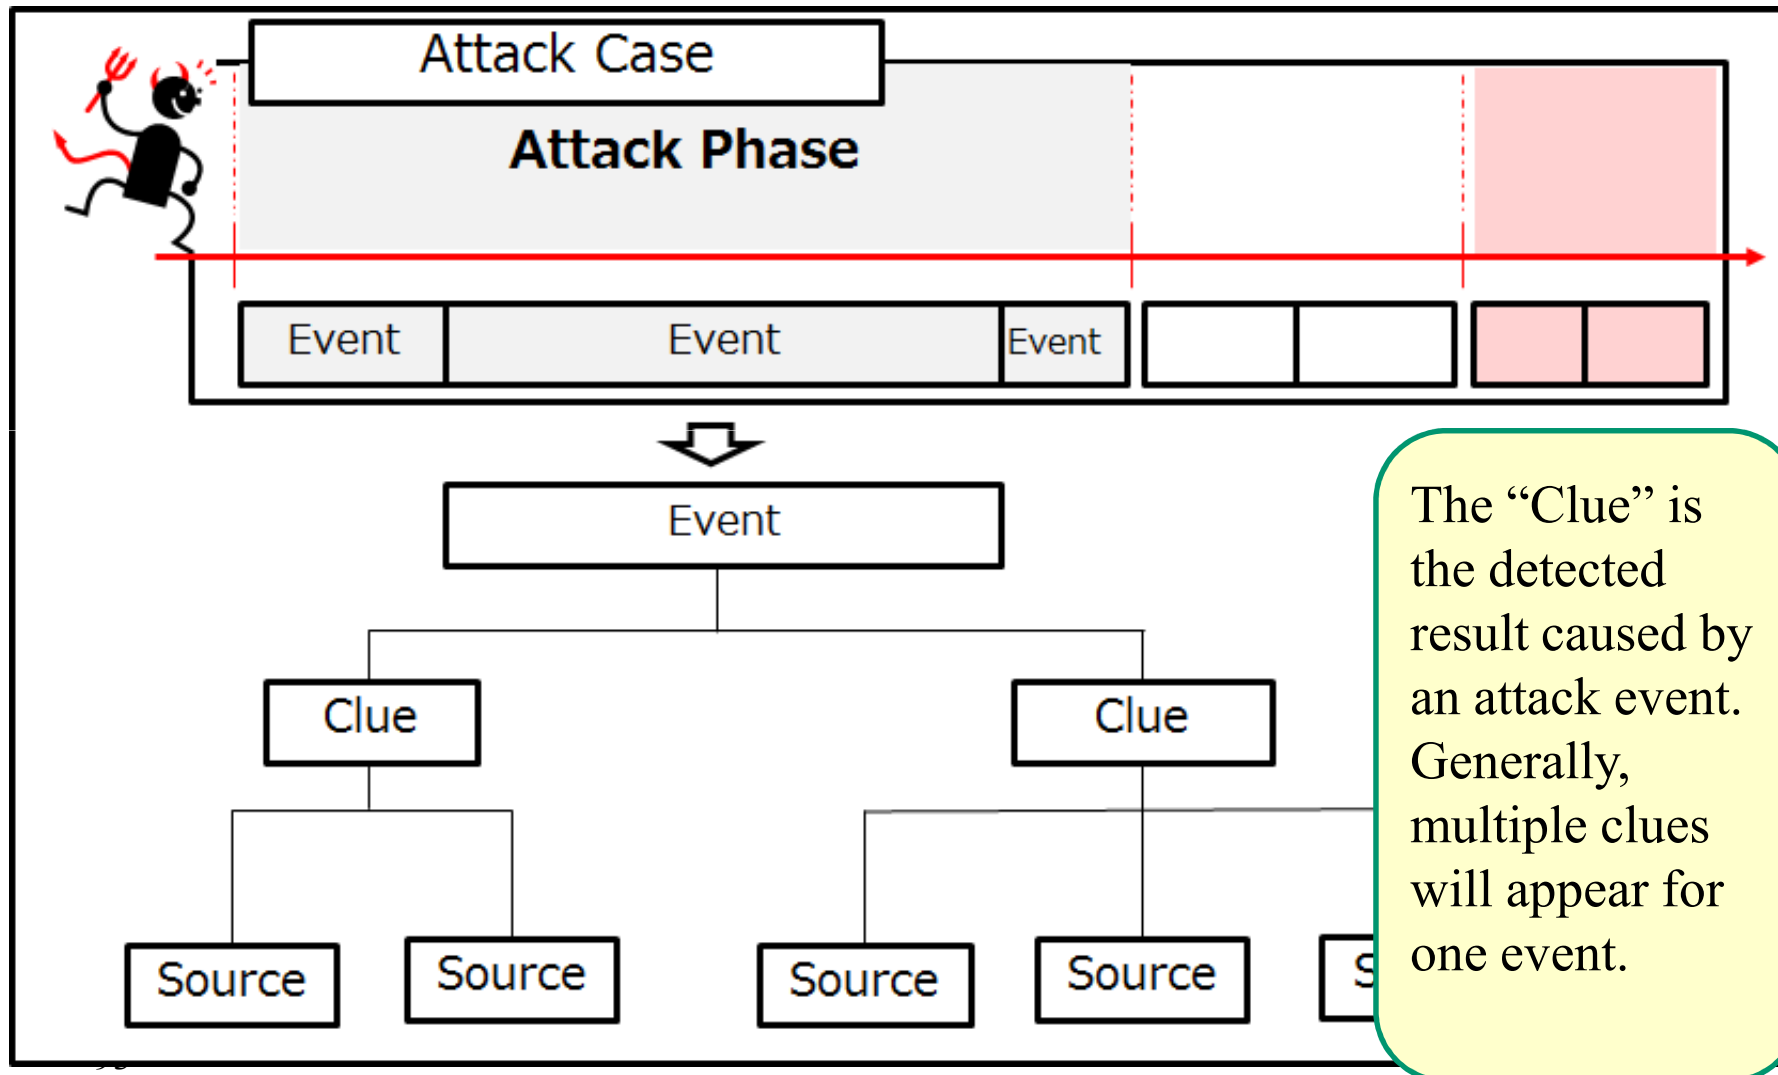 Attack Case
Attack Phase
Event
Event
Event
Event
Clue
Clue
Source
Source
Source
Source
S
The “Clue” is
the detected
result caused by
an attack event.
Generally,
multiple clues
will appear for
one event.